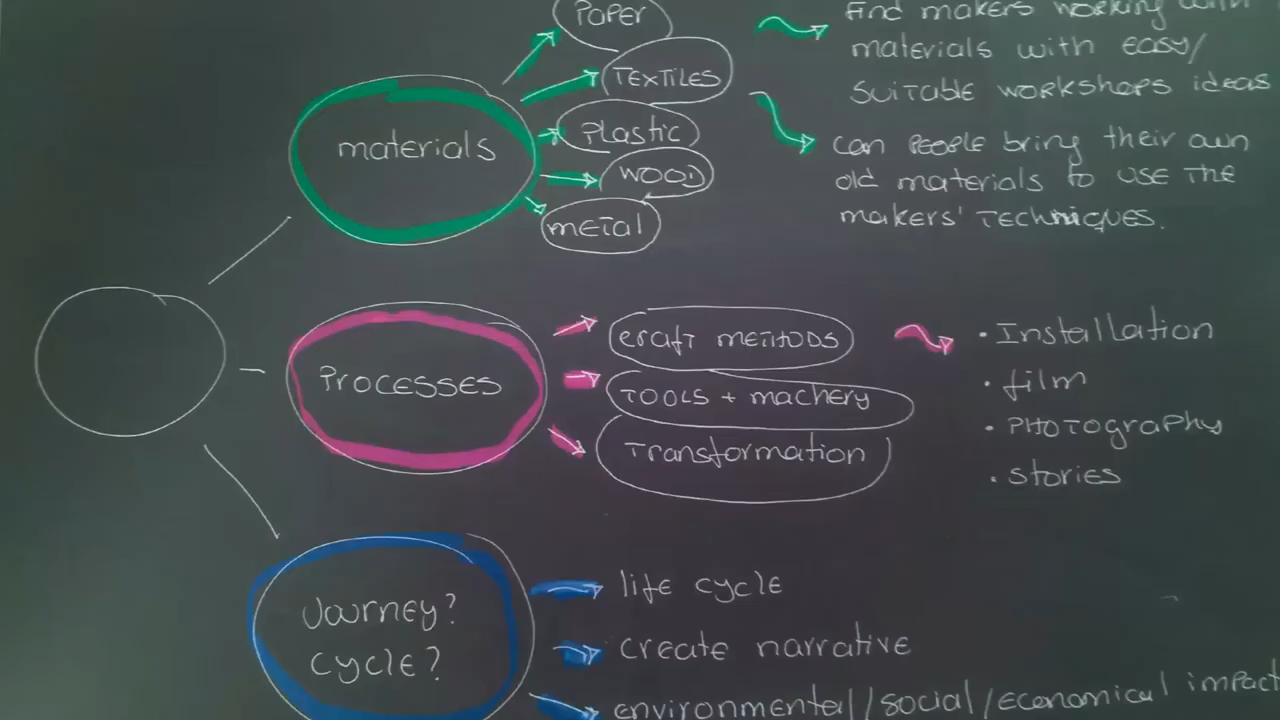 PAPER
TEXTILES
Plastic
WOOD
metal
materials
find makers working with
materials with easy/
suitable workshops ideas
can people bring their own
old materials to use the
makers' techniques.
Processes
craft methods
TOOLS + machery
Transformation
• Installation
• film
• Photography
• stories
Journey?
cycle?
life cycle
create narrative
environmental/social/economical impact